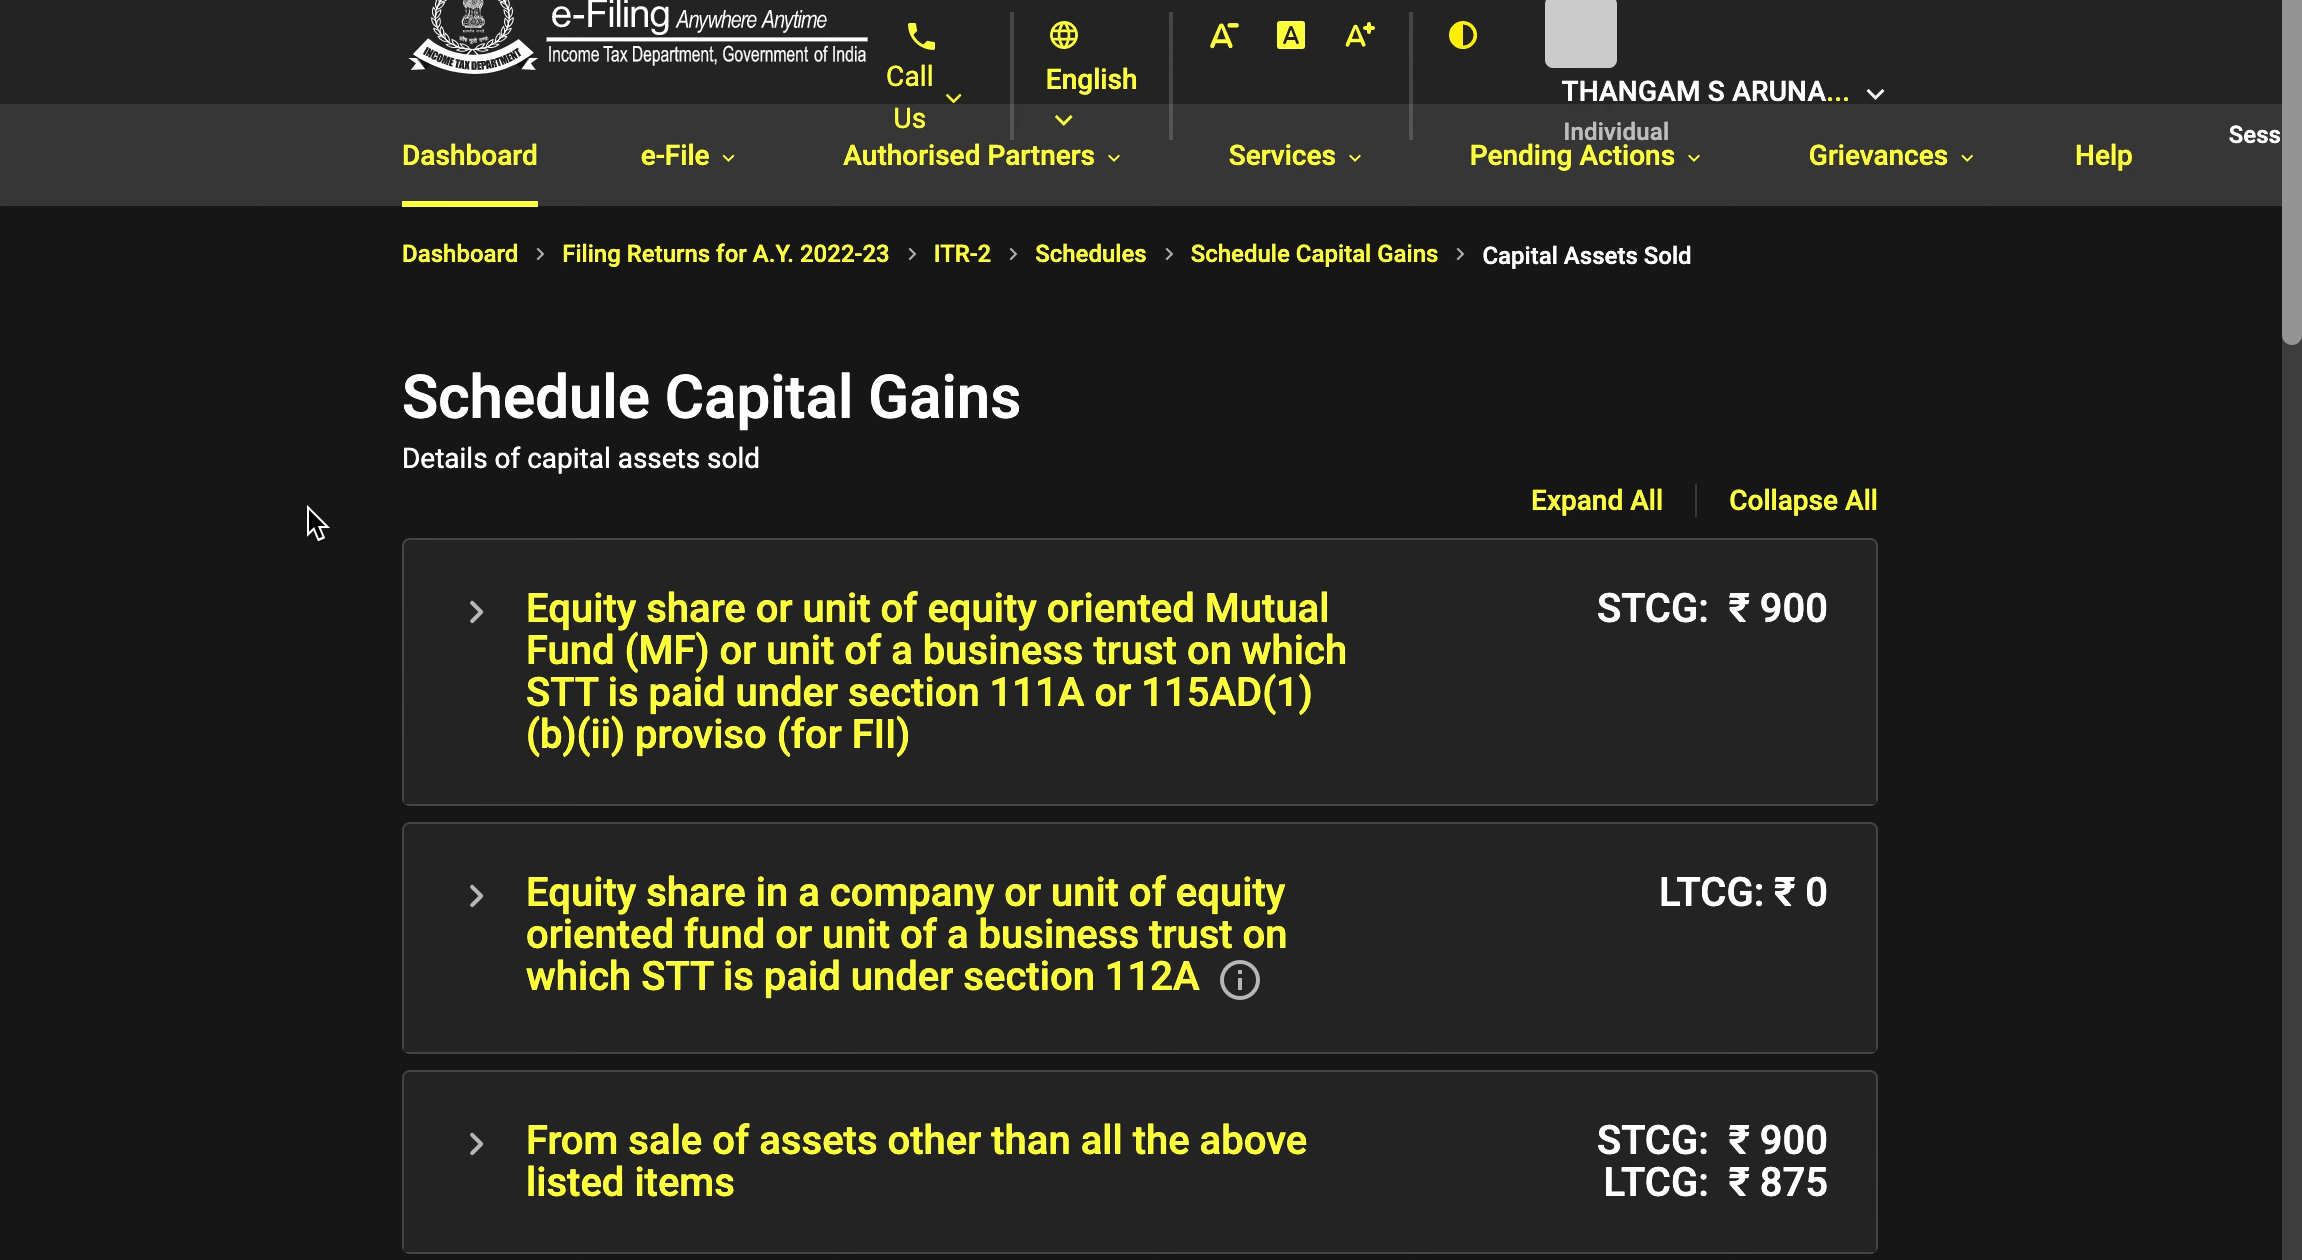 e-Filing Anywhere Anytime
Income Tax Department, Government of India
INCOME TAX DEPARTMENT
Call
Us
English
A-
A
A+
THANGAM S ARUNA...
Individual
Sess
Dashboard
e-File
Authorised Partners
Services
Pending Actions
Grievances
Help
Dashboard > Filing Returns for A.Y. 2022-23 > ITR-2 > Schedules > Schedule Capital Gains > Capital Assets Sold
Schedule Capital Gains
Details of capital assets sold
Expand All
Collapse All
Equity share or unit of equity oriented Mutual
Fund (MF) or unit of a business trust on which
STT is paid under section 111A or 115AD(1)
(b)(ii) proviso (for FII)
STCG: ₹ 900
Equity share in a company or unit of equity
oriented fund or unit of a business trust on
which STT is paid under section 112A
LTCG: ₹ 0
From sale of assets other than all the above
listed items
STCG: ₹ 900
LTCG: ₹ 875